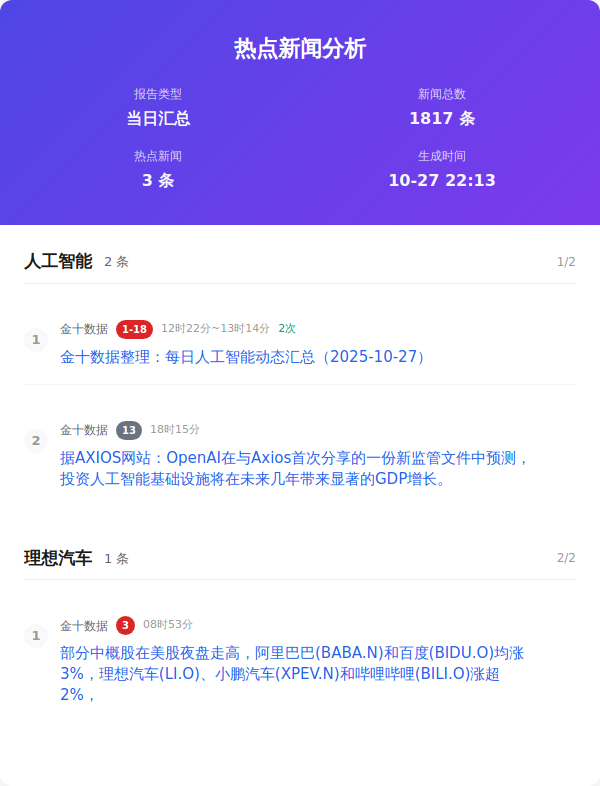 热点新闻分析
报告类型
当日汇总
新闻总数
1817 条
热点新闻
3 条
生成时间
10-27 22:13
人工智能 2 条 1/2
1 金十数据 1-18 12时22分~13时14分 2次
金十数据整理：每日人工智能动态汇总（2025-10-27）
2 金十数据 13 18时15分
据AXIOS网站：OpenAI在与Axios首次分享的一份新监管文件中预测，
投资人工智能基础设施将在未来几年带来显著的GDP增长。
理想汽车 1 条 2/2
1 金十数据 3 08时53分
部分中概股在美股夜盘走高，阿里巴巴(BABA.N)和百度(BIDU.O)均涨
3%，理想汽车(LI.O)、小鹏汽车(XPEV.N)和哔哩哔哩(BILI.O)涨超
2%，